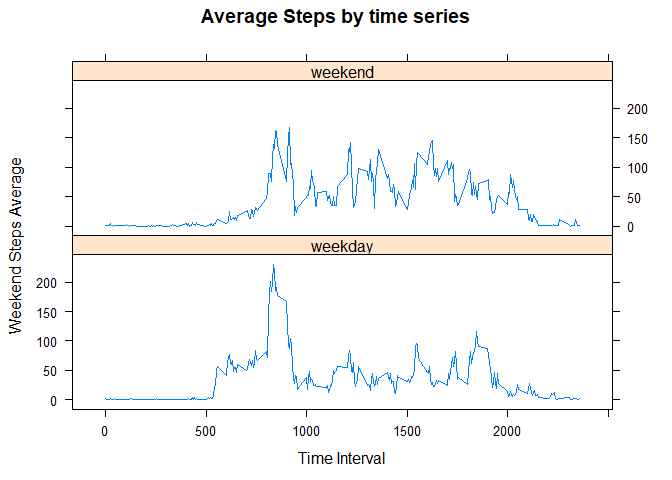 Average Steps by time series
weekend
200
150
100
50
0
weekday
200
150
100
50
0
0 500 1000 1500 2000
Time Interval
Weekend Steps Average